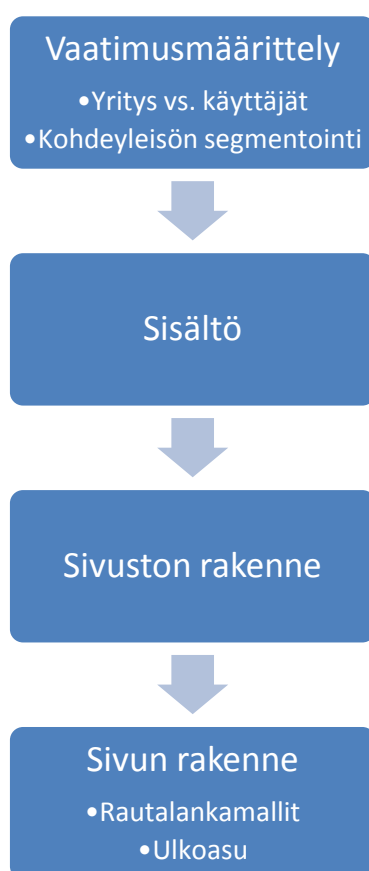 Vaatimusmäärittely
•Yritys vs. käyttäjät
•Kohdeyleisön segmentointi
Sisältö
Sivuston rakenne
Sivun rakenne
•Rautalankamallit
•Ulkoasu